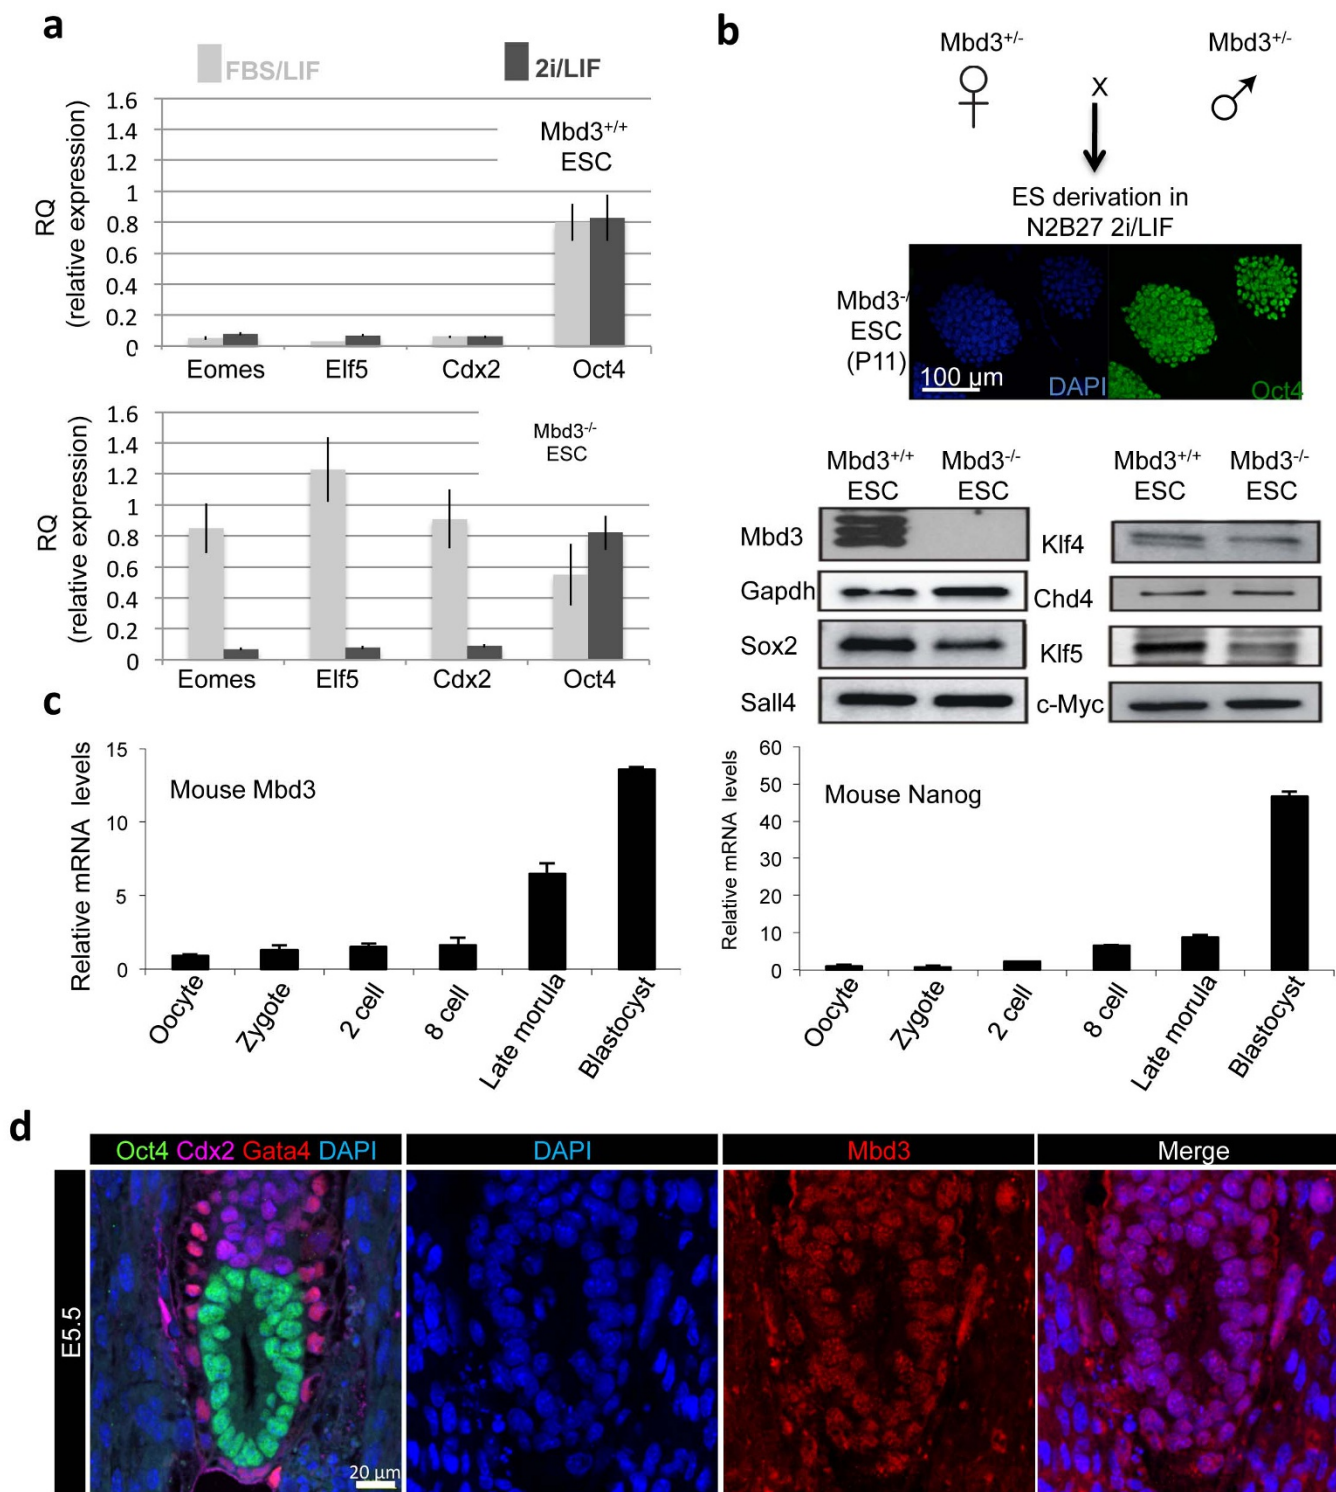 a
FBS/LIF
2i/LIF
RQ
(relative expression)
1.6
1.4
1.2
1
0.8
0.6
0.4
0.2
0
Mbd3+/+
ESC
Eomes
Elf5
Cdx2
Oct4
RQ
(relative expression)
1.6
1.4
1.2
1
0.8
0.6
0.4
0.2
0
Mbd3-/-
ESC
Eomes
Elf5
Cdx2
Oct4
b
Mbd3+/-
Mbd3+/-
X
ES derivation in
N2B27 2i/LIF
Mbd3-/
ESC
(P11)
100 µm
DAPI
Oct4
Mbd3+/+
ESC
Mbd3-/-
ESC
Mbd3
Gapdh
Sox2
Sall4
Mbd3+/+
ESC
Mbd3-/-
ESC
Klf4
Chd4
Klf5
c-Myc
c
Relative mRNA levels
15
10
5
0
Mouse Mbd3
Oocyte
Zygote
2 cell
8 cell
Late morula
Blastocyst
Relative mRNA levels
60
50
40
30
20
10
0
Mouse Nanog
Oocyte
Zygote
2 cell
8 cell
Late morula
Blastocyst
d
Oct4 Cdx2 Gata4 DAPI
DAPI
Mbd3
Merge
E5.5
20 µm